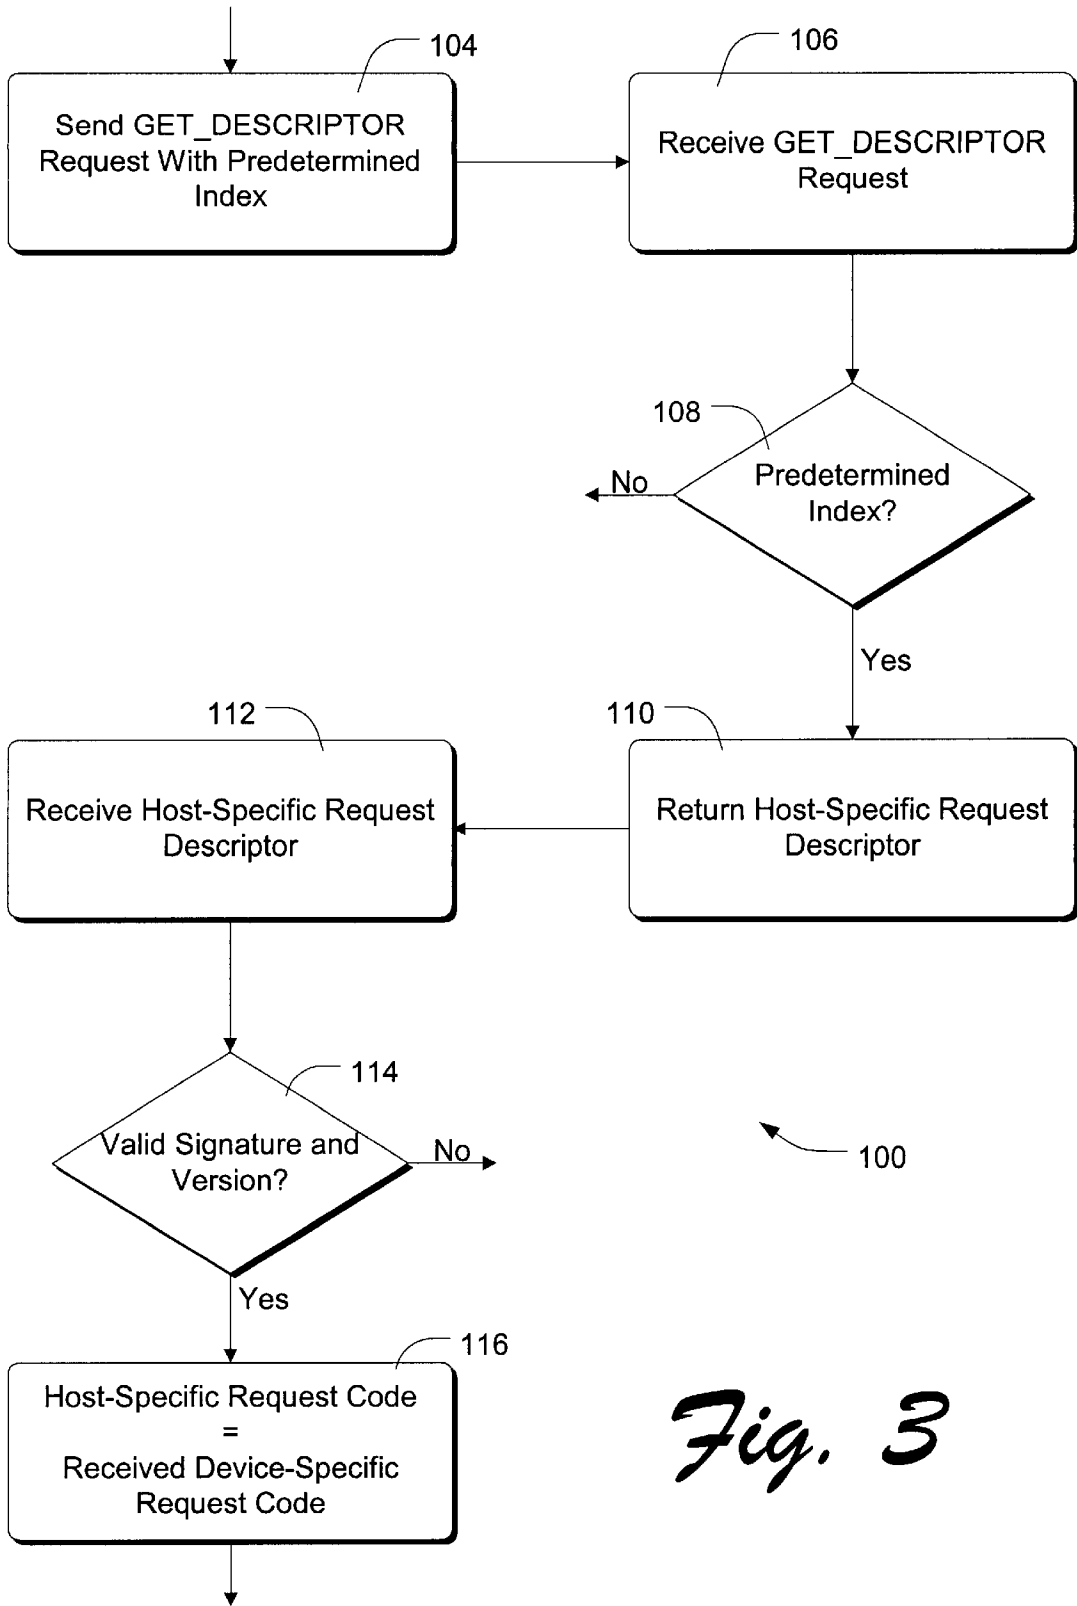 104
Send GET_DESCRIPTOR
Request With Predetermined
Index
106
Receive GET_DESCRIPTOR
Request
108
Predetermined
Index?
No
Yes
112
Receive Host-Specific Request
Descriptor
110
Return Host-Specific Request
Descriptor
114
Valid Signature and
Version?
No
Yes
100
116
Host-Specific Request Code
=
Received Device-Specific
Request Code
Fig. 3